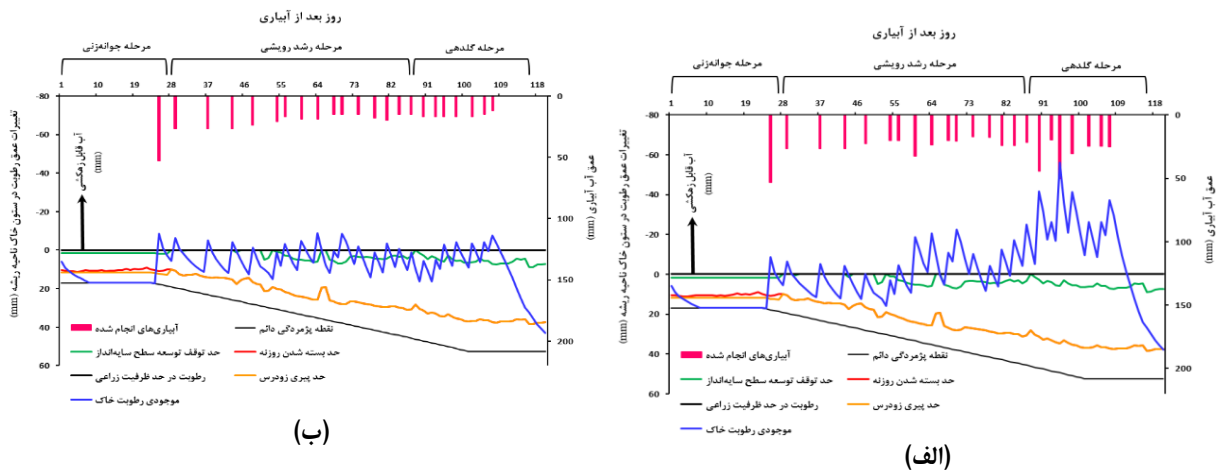 روز بعد از آبیاری
مرحله جوانه‌زنی
مرحله رشد رویشی
مرحله گلدهی
1 10 19 28 37 46 55 64 73 82 91 100 109 118
-80
-60
-40
-20
0
20
40
60
0
50
100
150
200
تغییرات عمق رطوبت در ستون خاک ناحیه ریشه (mm)
عمق آب آبیاری (mm)
آب قابل زهکشی
(mm)
آبیاری‌های انجام شده
نقطه پژمردگی دائم
حد توقف توسعه سطح سایه‌انداز
حد بسته شدن روزنه
رطوبت در حد ظرفیت زراعی
حد پیری زودرس
موجودی رطوبت خاک
(الف)
روز بعد از آبیاری
مرحله جوانه‌زنی
مرحله رشد رویشی
مرحله گلدهی
1 10 19 28 37 46 55 64 73 82 91 100 109 118
-80
-60
-40
-20
0
20
40
60
0
50
100
150
200
تغییرات عمق رطوبت در ستون خاک ناحیه ریشه (mm)
عمق آب آبیاری (mm)
آب قابل زهکشی
(mm)
آبیاری‌های انجام شده
نقطه پژمردگی دائم
حد توقف توسعه سطح سایه‌انداز
حد بسته شدن روزنه
رطوبت در حد ظرفیت زراعی
حد پیری زودرس
موجودی رطوبت خاک
(ب)